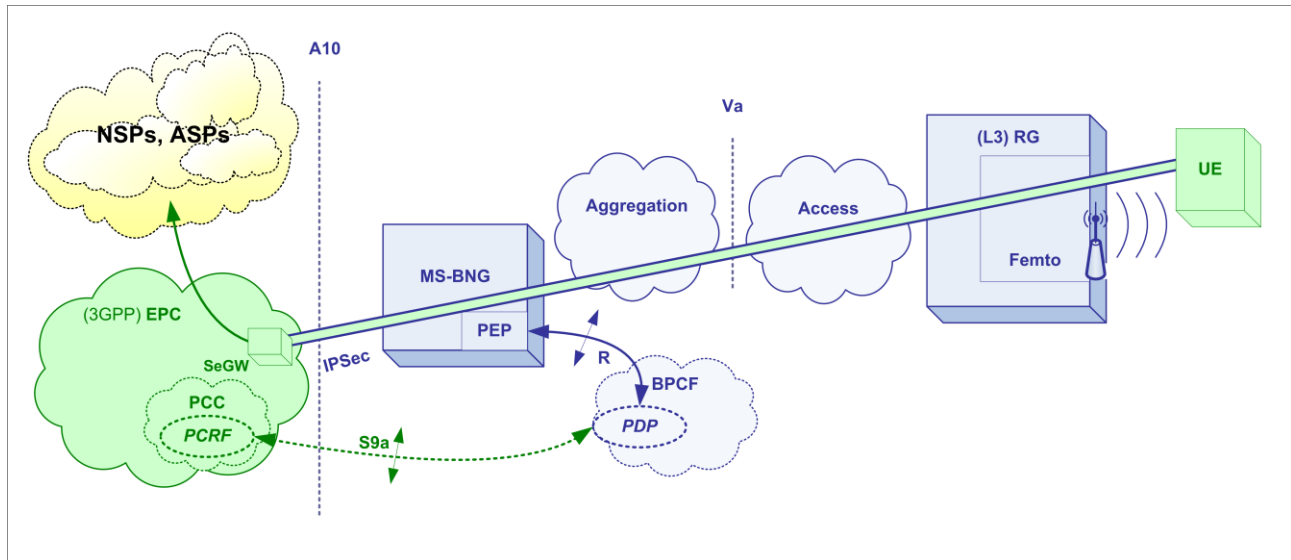 A10
Va
NSPs, ASPs
(L3) RG
UE
Aggregation
Access
MS-BNG
Femto
(3GPP) EPC
PEP
SeGW
IPSec
R
BPCF
PCC
PCRF
S9a
PDP